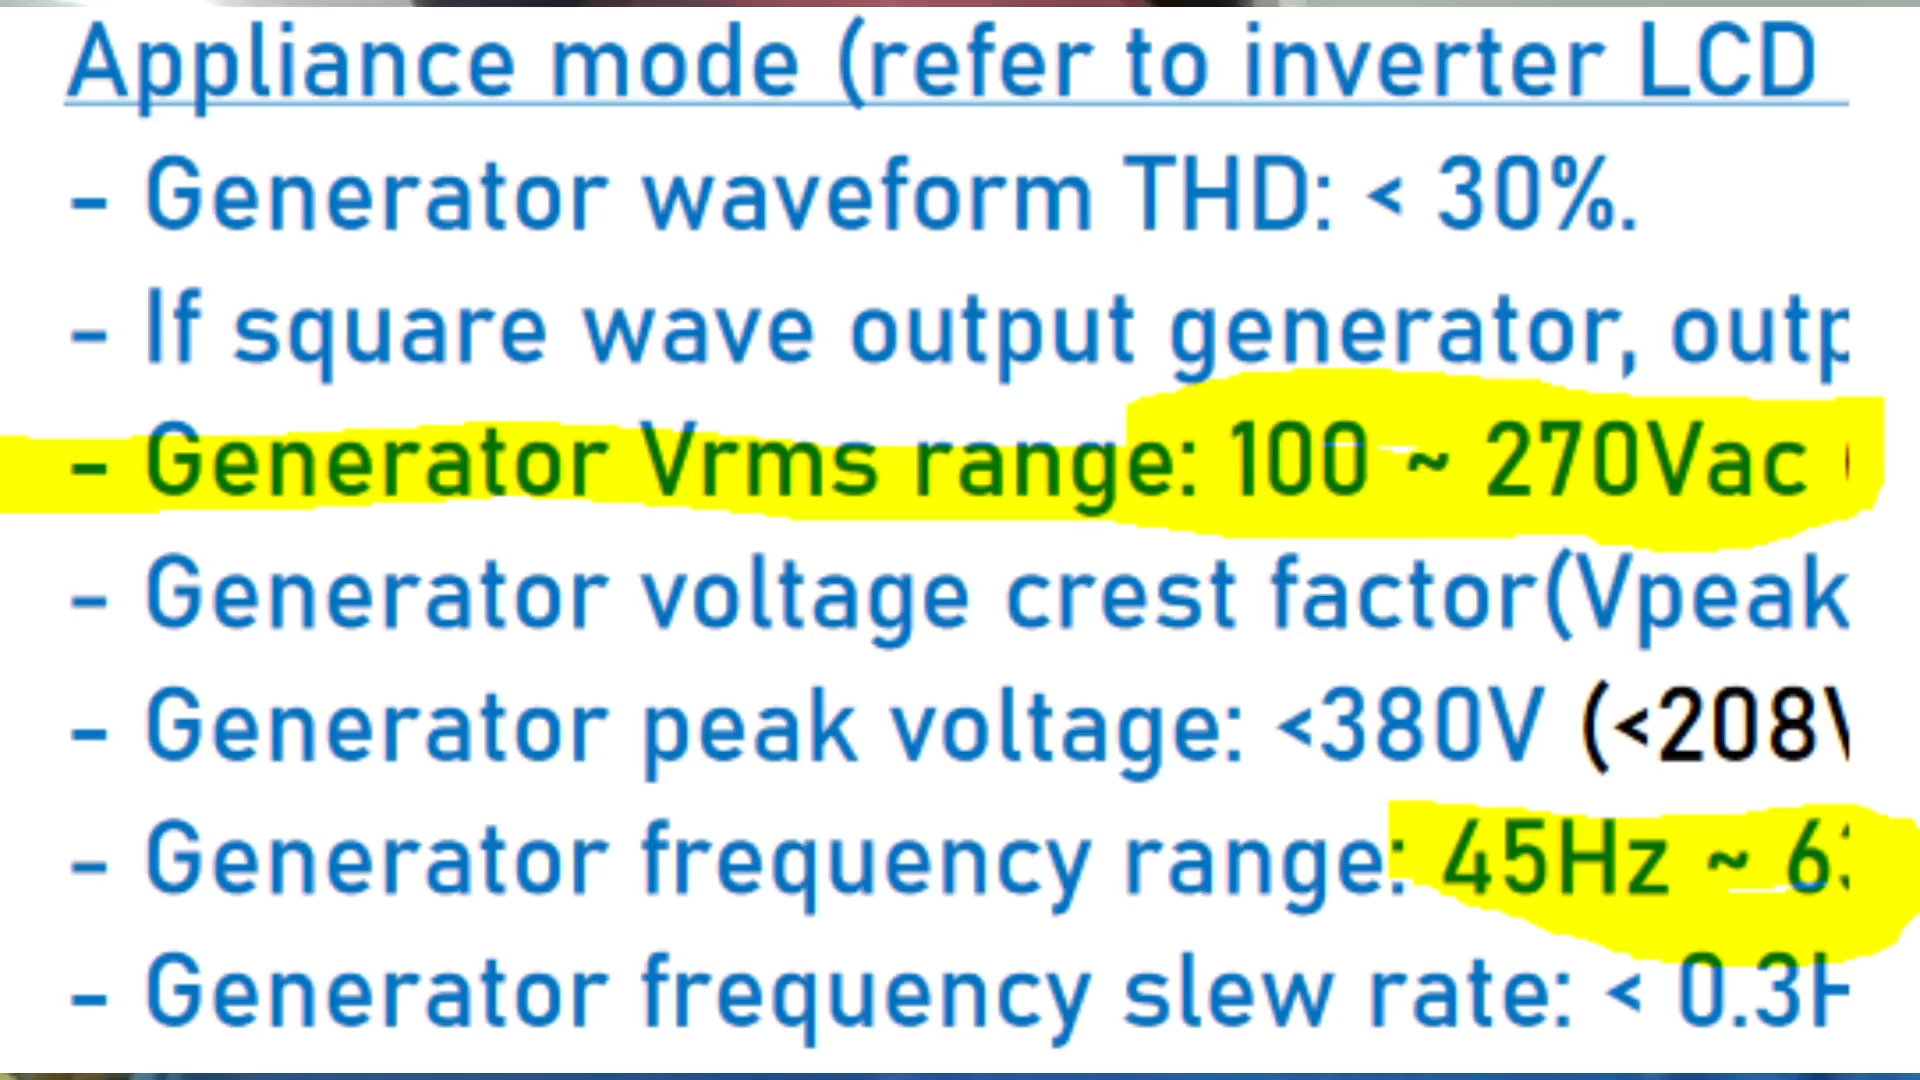 Appliance mode (refer to inverter LCD
- Generator waveform THD: < 30%.
- If square wave output generator,
- Generator Vrms range: 100 ~ 270Vac
- Generator voltage crest factor(Vpeak
- Generator peak voltage: <380V (<208V
- Generator frequency range: 45Hz ~
- Generator frequency slew rate: <